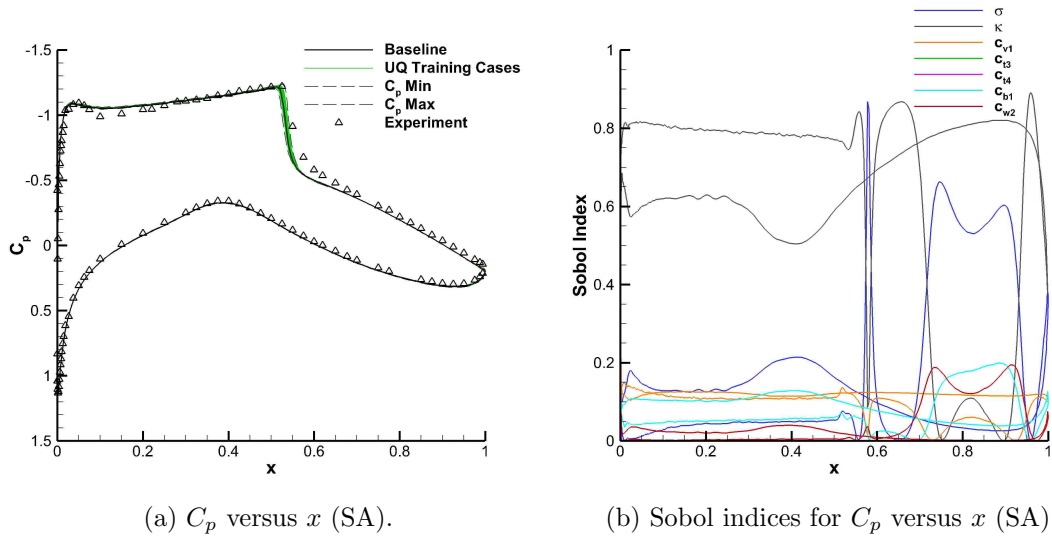 -1.5
-1
-0.5
0
0.5
1
1.5
0
0.2
0.4
0.6
0.8
1
x
Cp
Baseline
UQ Training Cases
Cp Min
Cp Max
Experiment
1
0.8
0.6
0.4
0.2
0
0
0.2
0.4
0.6
0.8
1
x
Sobol Index
σ
κ
cv1
ct3
ct4
cb1
cw2
(a) Cp versus x (SA).
(b) Sobol indices for Cp versus x (SA)